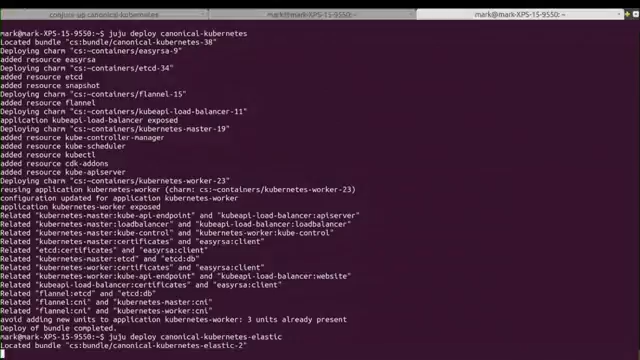 conjure-up canonical-kubernetes
mark@mark-XPS-15-9550: ~
mark@mark-XPS-15-9550: ~
mark@mark-XPS-15-9550:~$ juju deploy canonical-kubernetes
Located bundle "cs:bundle/canonical-kubernetes-38"
Deploying charm "cs:~containers/easyrsa-9"
added resource easyrsa
Deploying charm "cs:~containers/etcd-34"
added resource etcd
added resource snapshot
Deploying charm "cs:~containers/flannel-15"
added resource flannel
Deploying charm "cs:~containers/kubeapi-load-balancer-11"
application kubeapi-load-balancer exposed
Deploying charm "cs:~containers/kubernetes-master-19"
added resource kube-controller-manager
added resource kube-scheduler
added resource kubectl
added resource cdk-addons
added resource kube-apiserver
Deploying charm "cs:~containers/kubernetes-worker-23"
reusing application kubernetes-worker (charm: cs:~containers/kubernetes-worker-23)
configuration updated for application kubernetes-worker
application kubernetes-worker exposed
Related "kubernetes-master:kube-api-endpoint" and "kubeapi-load-balancer:apiserver"
Related "kubernetes-master:loadbalancer" and "kubeapi-load-balancer:loadbalancer"
Related "kubernetes-master:kube-control" and "kubernetes-worker:kube-control"
Related "kubernetes-master:certificates" and "easyrsa:client"
Related "etcd:certificates" and "easyrsa:client"
Related "kubernetes-master:etcd" and "etcd:db"
Related "kubernetes-worker:certificates" and "easyrsa:client"
Related "kubernetes-worker:kube-api-endpoint" and "kubeapi-load-balancer:website"
Related "kubeapi-load-balancer:certificates" and "easyrsa:client"
Related "flannel:etcd" and "etcd:db"
Related "flannel:cni" and "kubernetes-master:cni"
Related "flannel:cni" and "kubernetes-worker:cni"
avoid adding new units to application kubernetes-worker: 3 units already present
Deploy of bundle completed.
mark@mark-XPS-15-9550:~$ juju deploy canonical-kubernetes-elastic
Located bundle "cs:bundle/canonical-kubernetes-elastic-2"